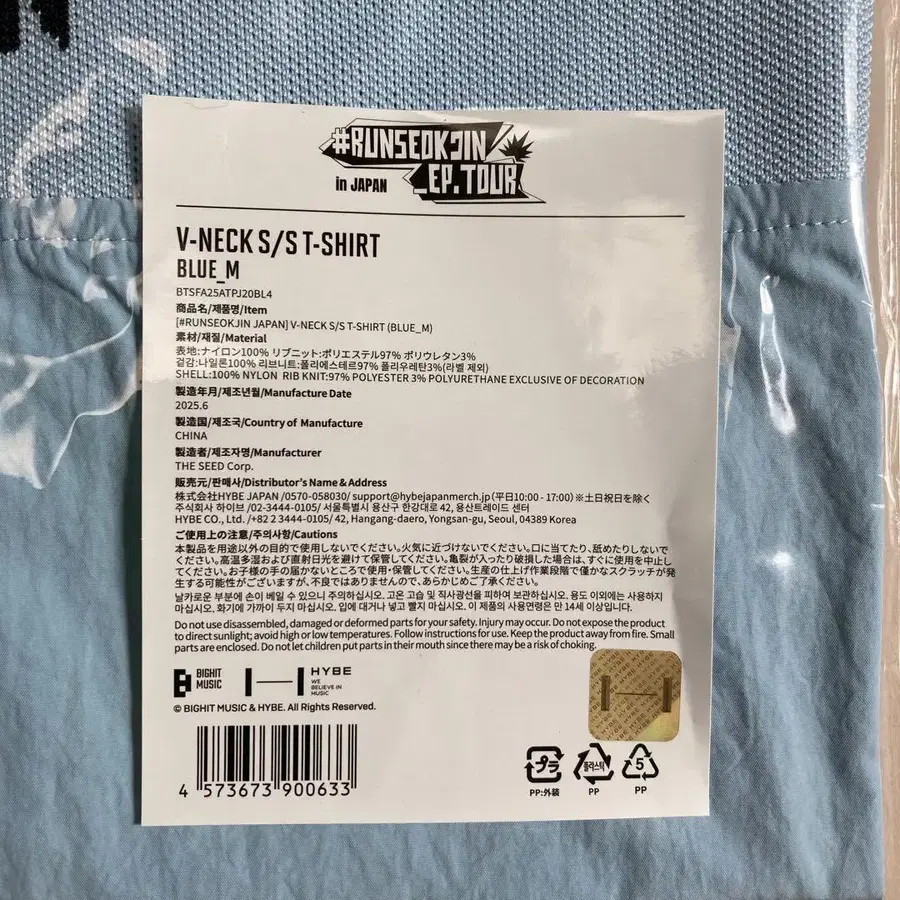 #RUNSEOKJIN
_EP.TOUR
in JAPAN
V-NECK S/S T-SHIRT
BLUE_M
BTSFA25ATPJ20BL4
商品名/제품명/Item
[#RUNSEOKJIN JAPAN] V-NECK S/S T-SHIRT (BLUE_M)
素材/재질/Material
表地:ナイロン100% リブニット:ポリエステル97% ポリウレタン3%
겉감:나일론100% 리브니트:폴리에스테르97% 폴리우레탄3%(라벨 제외)
SHELL:100% NYLON RIB KNIT:97% POLYESTER 3% POLYURETHANE EXCLUSIVE OF DECORATION
製造年月/제조년월/Manufacture Date
2025.6
製造国/제조국/Country of Manufacture
CHINA
製造者/제조자명/Manufacturer
THE SEED Corp.
販売元/판매사/Distributor's Name & Address
株式会社HYBE JAPAN /0570-058030/ support@hybejapanmerch.jp (平日10:00 - 17:00) ※土日祝日を除く
주식회사 하이브 /02-3444-0105/ 서울특별시 용산구 한강대로 42, 용산트레이드 센터
HYBE CO., Ltd. /+82 2 3444-0105/ 42, Hangang-daero, Yongsan-gu, Seoul, 04389 Korea
ご使用上の注意/주의사항/Cautions
本製品を用途以外の目的で使用しないでください。火気に近づけないでください。口に当たり、舐めたりしないで
ください。高温多湿および直射日光を避けて保管してください。亀裂が入ったり破損した場合は、すぐに使用を中止し
てください。お子様の手の届かないところで使用・保管してください。生産の仕上げ作業段階で僅かなスクラッチが発
生する可能性がございますが、不良ではありませんので、あらかじめご了承ください。
날카로운 부분에 손이 베일 수 있으니 주의하십시오. 고온 고습 및 직사광선을 피하여 보관하십시오. 용도 이외에는 사용하지
마십시오. 화기에 가까이 두지 마십시오. 입에 대거나 넣고 빨지 마십시오. 이 제품의 사용연령은 만 14세 이상입니다.
Do not use disassembled, damaged or deformed parts for your safety. Injury may occur. Do not expose the product
to direct sunlight; avoid high or low temperatures. Follow instructions for use. Keep the product away from fire. Small
parts are enclosed. Do not let children put parts in their mouth since there may be a risk of choking.
BIGHIT
MUSIC
HYBE
WE
BELIEVE IN
MUSIC
© BIGHIT MUSIC & HYBE. All Rights Reserved.
4 573673 900633
プラ
플라스틱
5
PP:外装
PP
PP